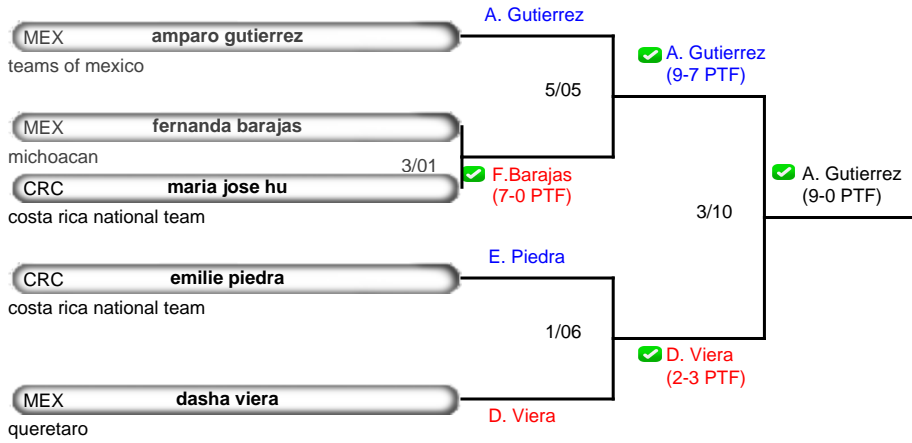 A. Gutierrez
MEX amparo gutierrez
teams of mexico
A. Gutierrez
(9-7 PTF)
5/05
MEX fernanda barajas
michoacan
3/01
F.Barajas
(7-0 PTF)
CRC maria jose hu
costa rica national team
A. Gutierrez
(9-0 PTF)
3/10
E. Piedra
CRC emilie piedra
costa rica national team
1/06
D. Viera
(2-3 PTF)
MEX dasha viera
D. Viera
queretaro